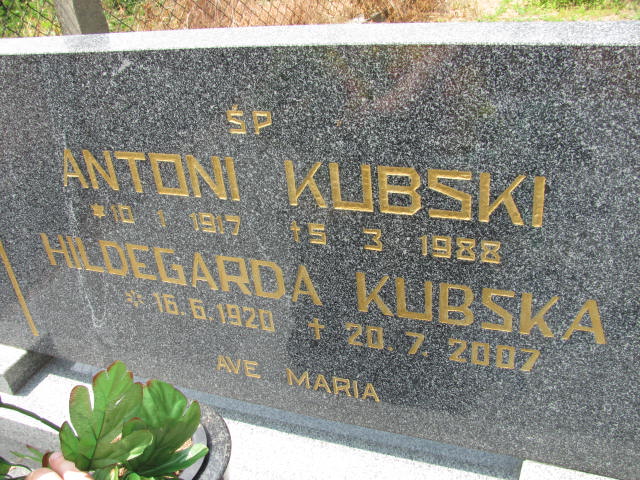 ŚP
ANTONI KUBSKI
*10 1 1917 †5 3 1988
HILDEGARDA KUBSKA
*16.6.1920 † 20.7.2007
AVE MARIA